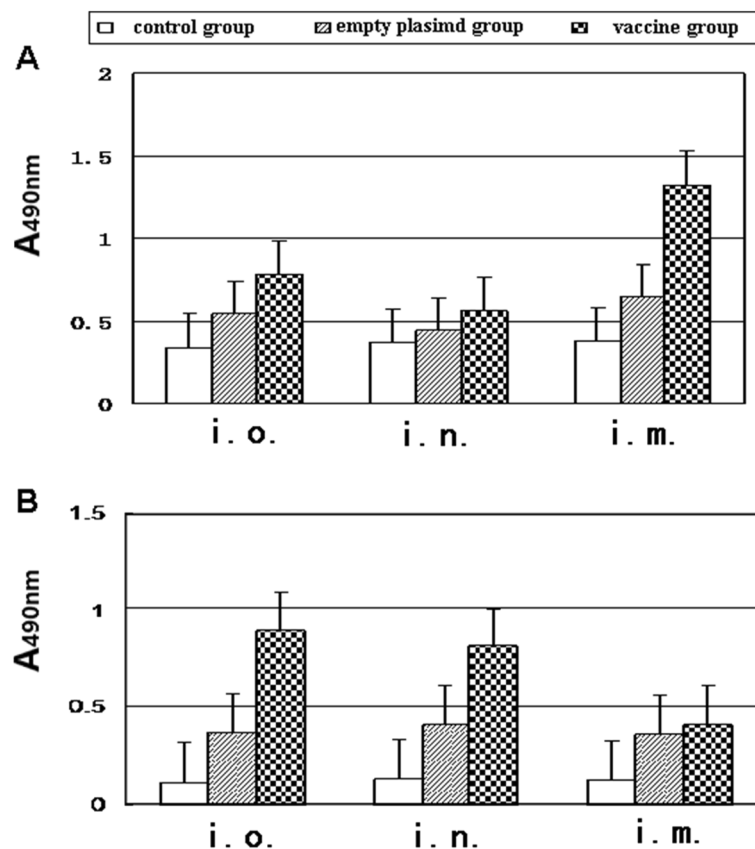 control group empty plasimd group vaccine group
A
2
1.5
1
0.5
0
A490nm
i. o. i. n. i. m.
B
1.5
1
0.5
0
A490nm
i. o. i. n. i. m.